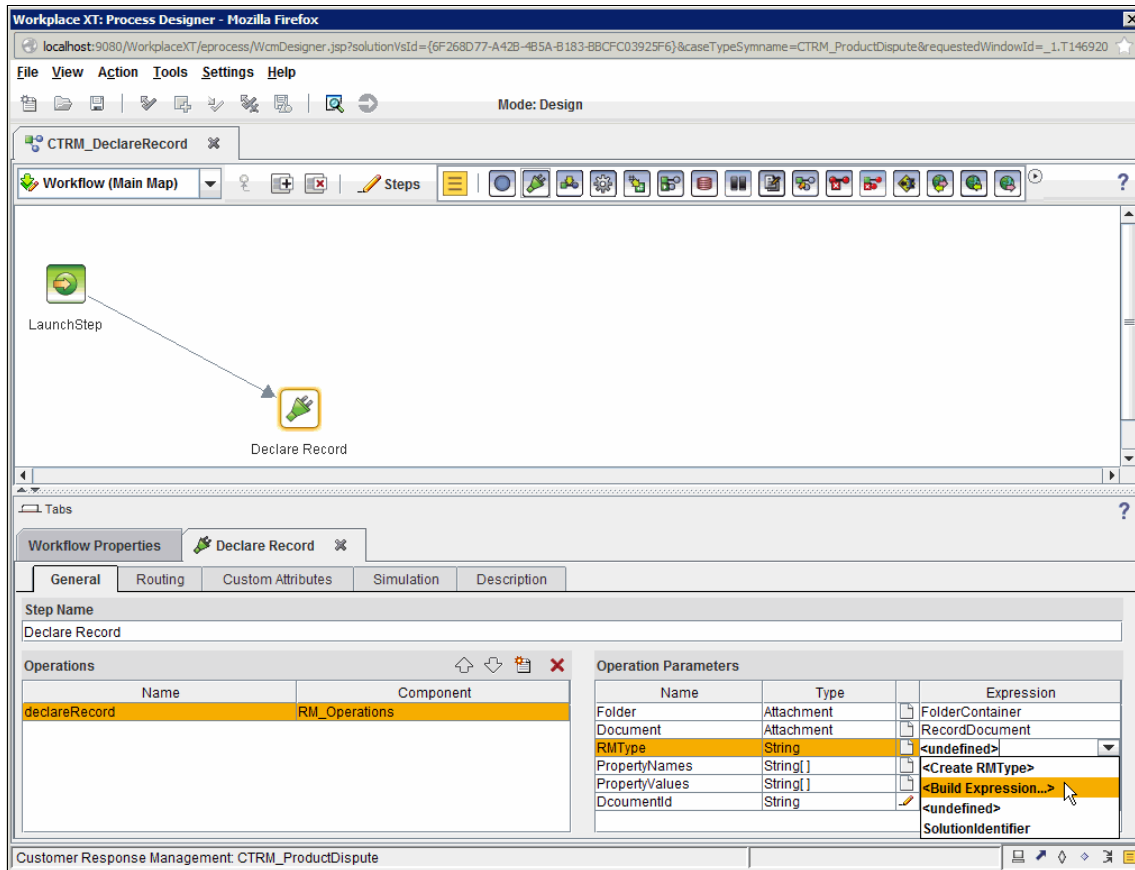 Workplace XT: Process Designer - Mozilla Firefox
localhost:9080/WorkplaceXT/eprocess/WcmDesigner.jsp?solutionVsId={6F268D77-A42B-4B5A-B183-BBCFC03925F6}&caseTypeSymname=CTRM_ProductDispute&requestedWindowId=_1.T146920
File View Action Tools Settings Help
Mode: Design
CTRM_DeclareRecord
Workflow (Main Map) Steps ?
LaunchStep
Declare Record
Tabs ?
Workflow Properties Declare Record
General Routing Custom Attributes Simulation Description
Step Name
Declare Record
Operations Operation Parameters
Name Component Name Type Expression
declareRecord RM_Operations Folder Attachment FolderContainer
Document Attachment RecordDocument
RMType String <undefined>
PropertyNames String[ ] <Create RMType>
PropertyValues String[ ] <Build Expression...>
DcoumentId String <undefined>
SolutionIdentifier
Customer Response Management: CTRM_ProductDispute